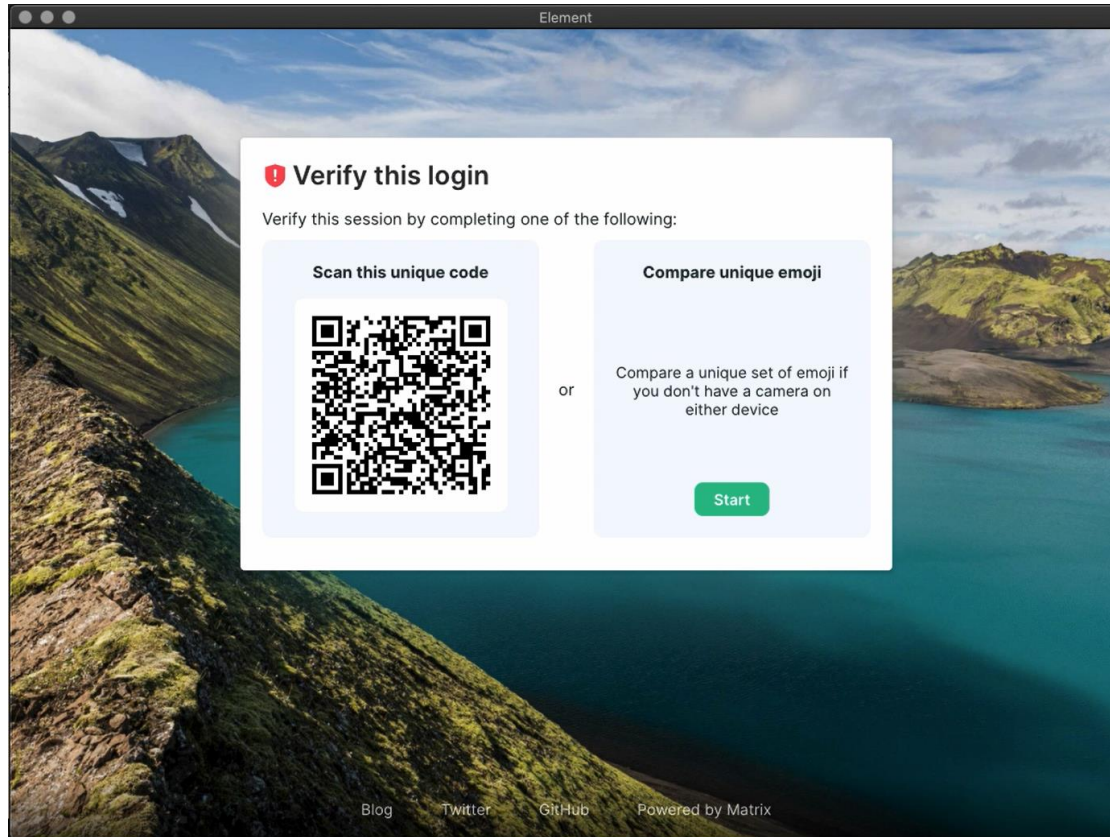 Element
Verify this login
Verify this session by completing one of the following:
Scan this unique code
or
Compare unique emoji
Compare a unique set of emoji if
you don't have a camera on
either device
Start
Blog Twitter GitHub Powered by Matrix